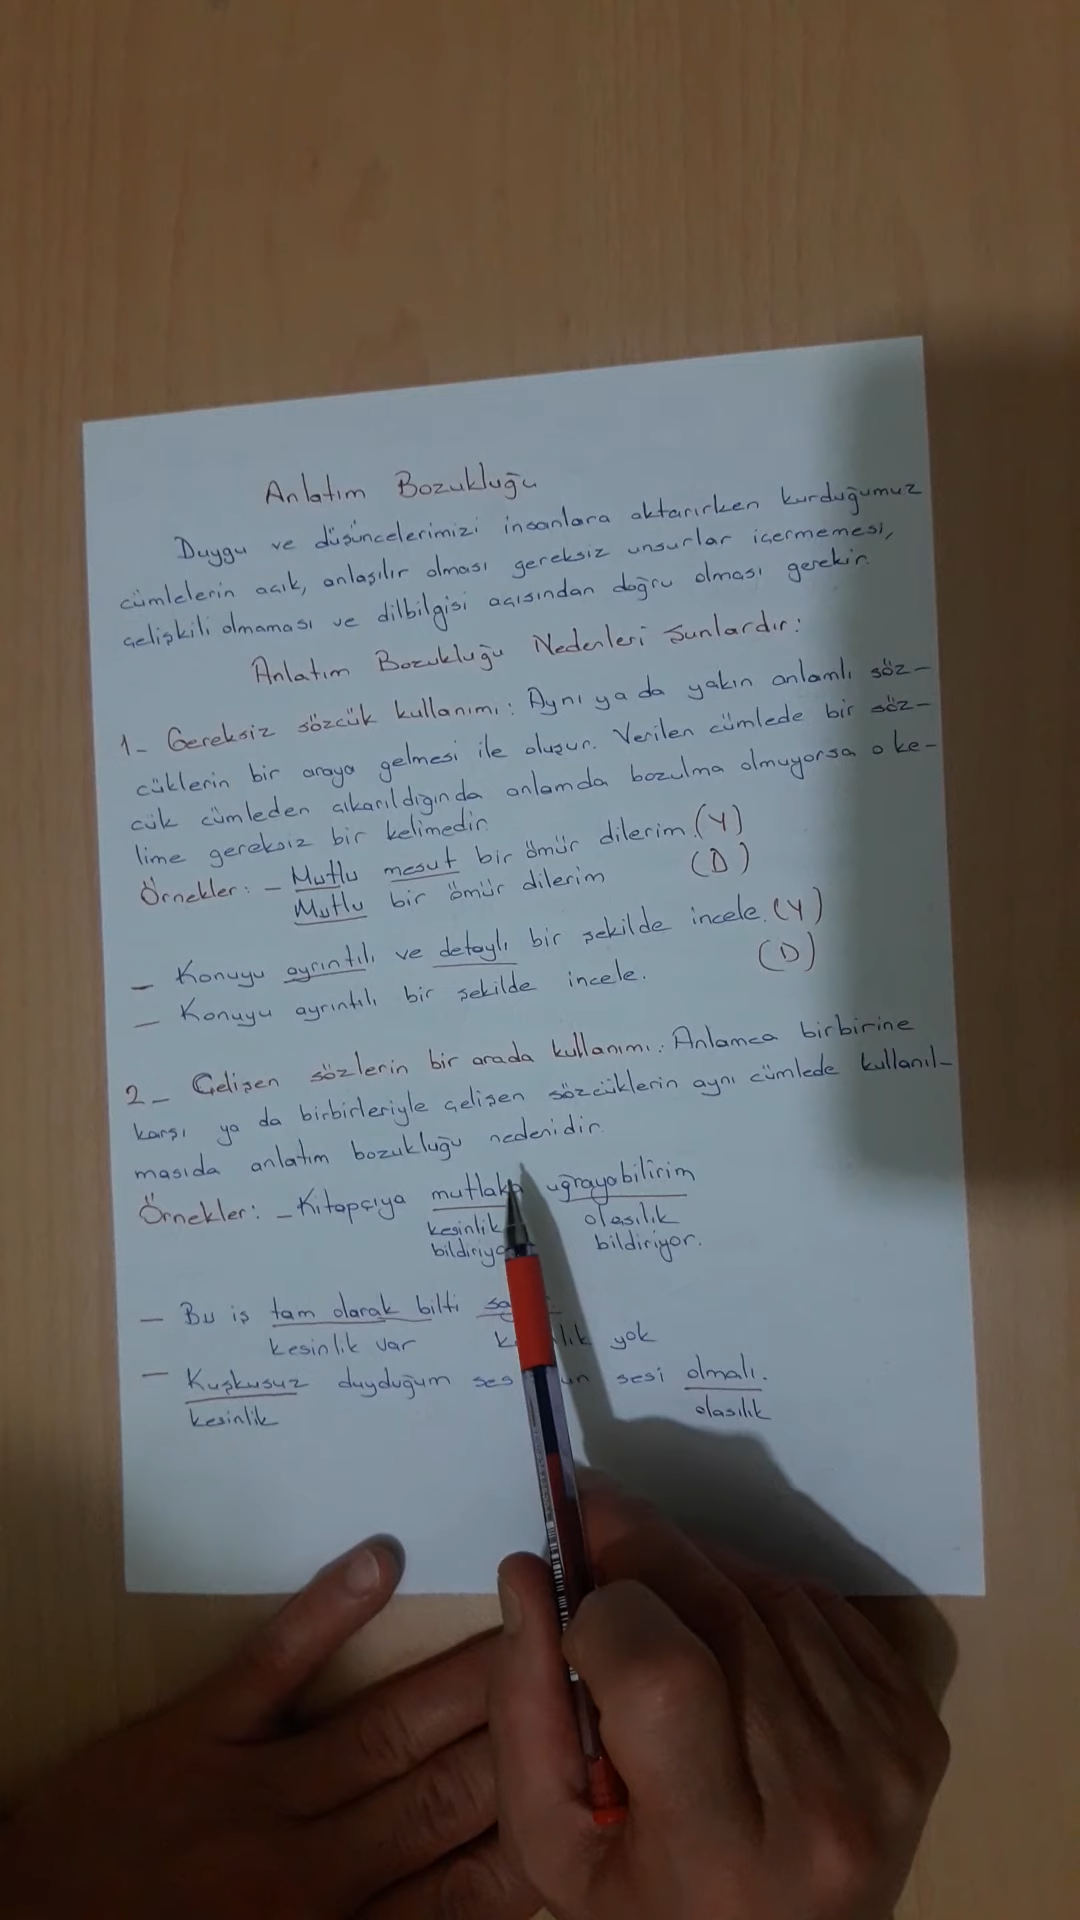 Anlatım Bozukluğu
Duygu ve düşüncelerimizi insanlara aktarırken kurduğumuz
cümlelerin açık, anlaşılır olması gereksiz unsurlar içermemesi,
çelişkili olmaması ve dilbilgisi açısından doğru olması gerekir.
Anlatım Bozukluğu Nedenleri Şunlardır:
1- Gereksiz sözcük kullanımı: Aynı ya da yakın anlamlı söz-
cüklerin bir araya gelmesi ile oluşur. Verilen cümlede bir söz-
cük cümleden çıkarıldığında anlamda bozulma olmuyorsa o ke-
lime gereksiz bir kelimedir.
Örnekler: - Mutlu mesut bir ömür dilerim. (Y)
Mutlu bir ömür dilerim (D)
- Konuyu ayrıntılı ve detaylı bir şekilde incele. (Y)
- Konuyu ayrıntılı bir şekilde incele. (D)
2- Çelişen sözlerin bir arada kullanımı: Anlamca birbirine
karşı ya da birbirleriyle çelişen sözcüklerin aynı cümlede kullanıl-
masıda anlatım bozukluğu nedenidir.
Örnekler: - Kitapçıya mutlaka uğrayabilirim
kesinlik olasılık
bildiriyo bildiriyor.
- Bu iş tam olarak bitti
kesinlik var yok
- Kuşkusuz duyduğum sesi olmalı.
kesinlik olasılık